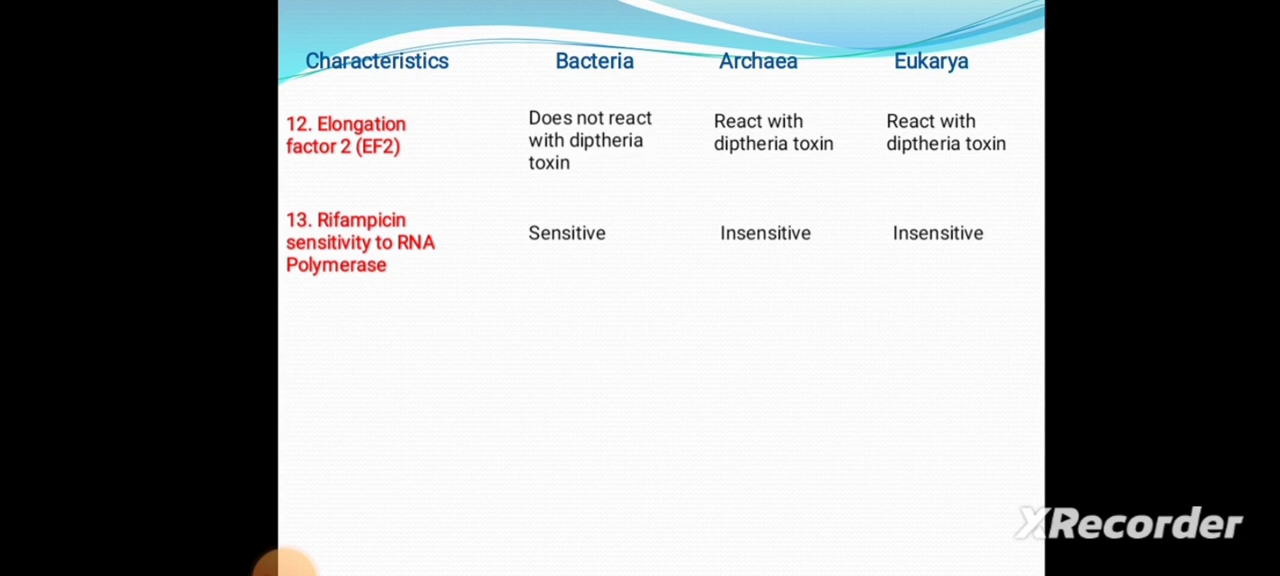 Characteristics Bacteria Archaea Eukarya
12. Elongation
factor 2 (EF2)
Does not react
with diptheria
toxin
React with
diptheria toxin
React with
diptheria toxin
13. Rifampicin
sensitivity to RNA
Polymerase
Sensitive
Insensitive
Insensitive
XRecorder